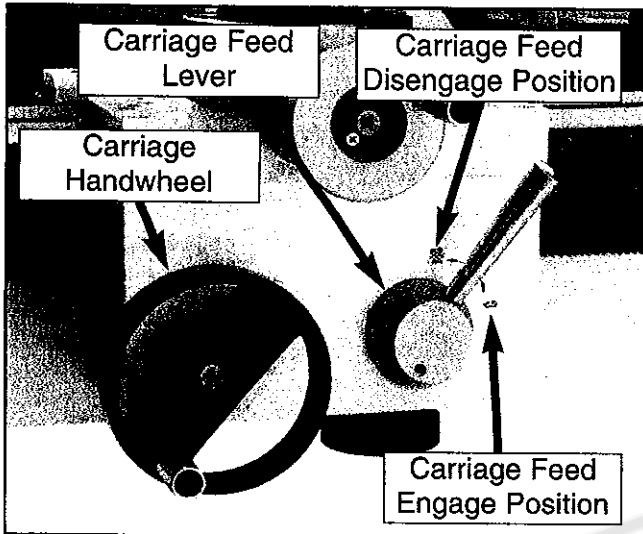 Carriage Feed
Lever
Carriage Feed
Disengage Position
Carriage
Handwheel
Carriage Feed
Engage Position